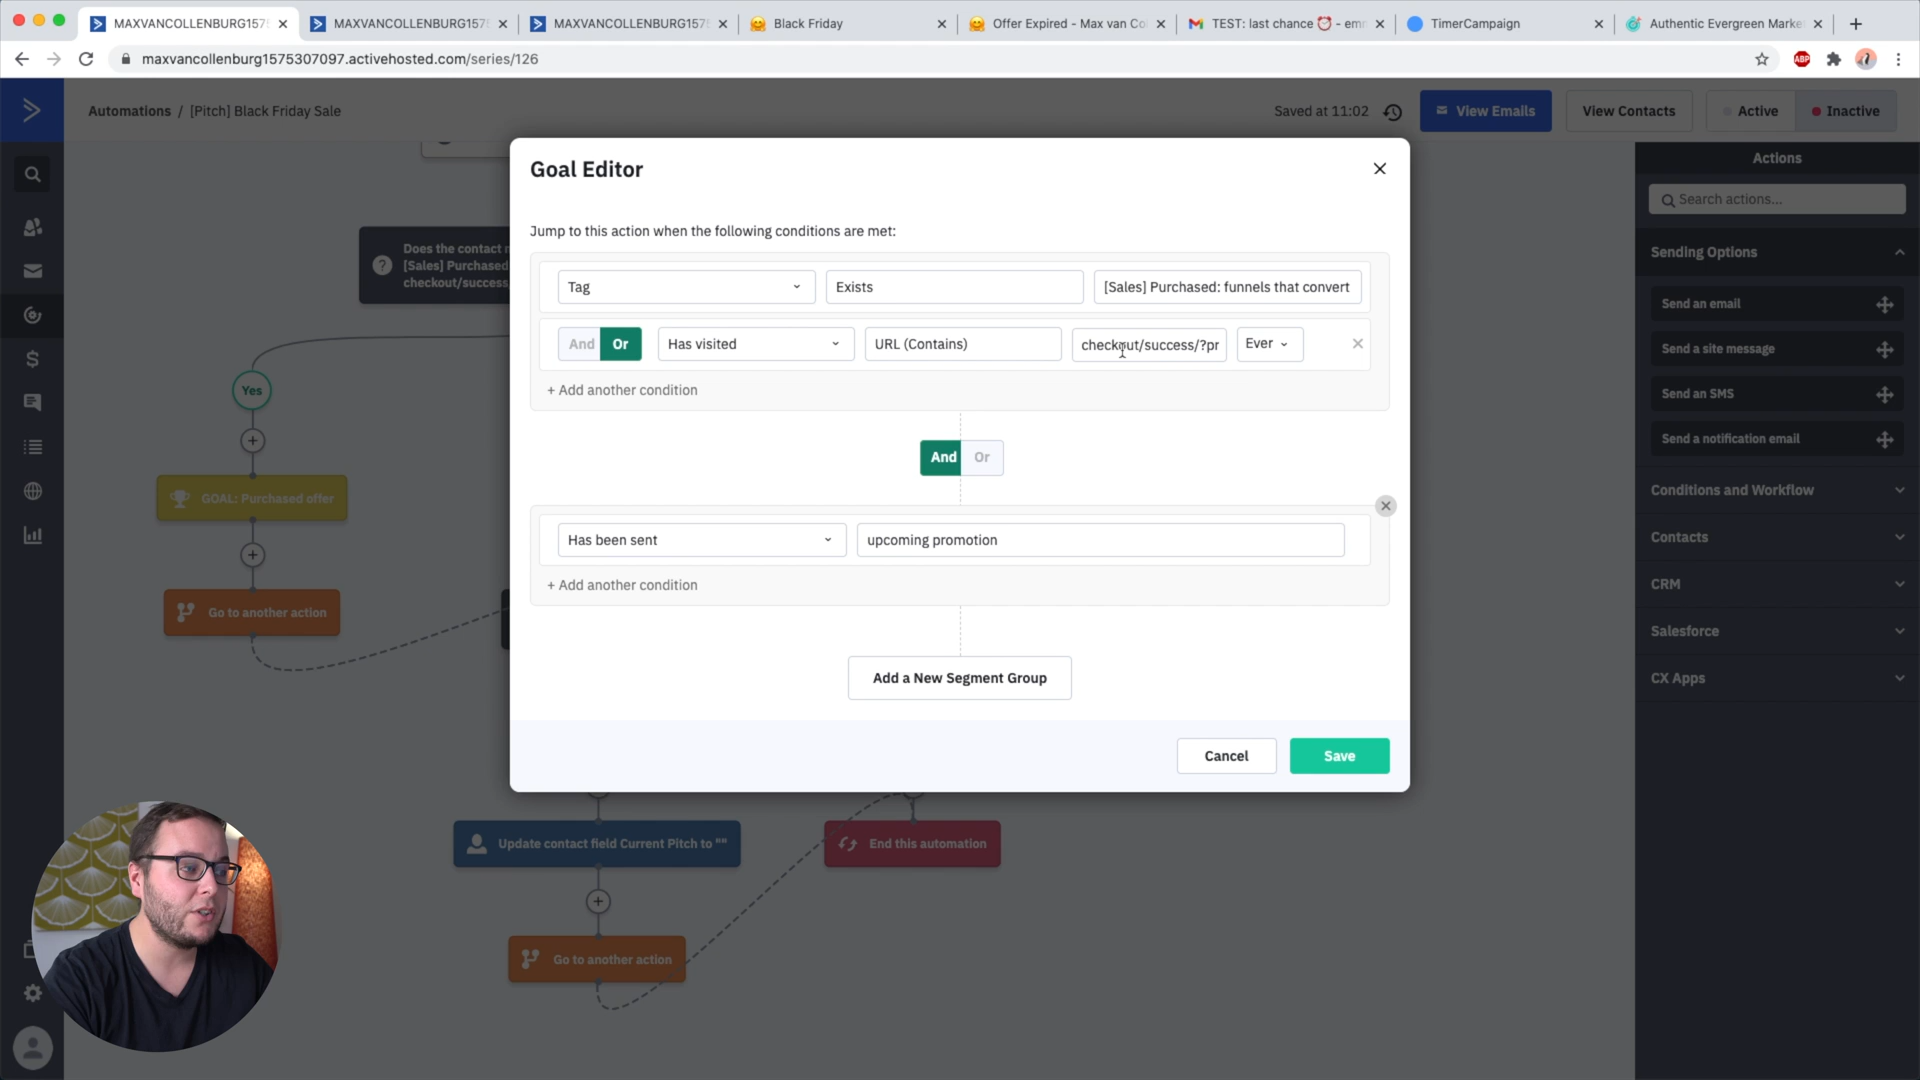 MAXVANCOLLENBURG157
MAXVANCOLLENBURG157
MAXVANCOLLENBURG157
Black Friday
Offer Expired - Max van Co
TEST: last chance ⏰ - em
TimerCampaign
Authentic Evergreen Marke
maxvancollenburg1575307097.activehosted.com/series/126
ABP
Automations / [Pitch] Black Friday Sale
Saved at 11:02
View Emails
View Contacts
Active
Inactive
Goal Editor
Jump to this action when the following conditions are met:
Tag
Exists
[Sales] Purchased: funnels that convert
And
Or
Has visited
URL (Contains)
checkout/success/?pr
Ever
+ Add another condition
And
Or
Has been sent
upcoming promotion
+ Add another condition
Add a New Segment Group
Cancel
Save
Does the contact
[Sales] Purchased
checkout/success,
Yes
GOAL: Purchased offer
Go to another action
Update contact field Current Pitch to ""
End this automation
Go to another action
Actions
Search actions...
Sending Options
Send an email
Send a site message
Send an SMS
Send a notification email
Conditions and Workflow
Contacts
CRM
Salesforce
CX Apps